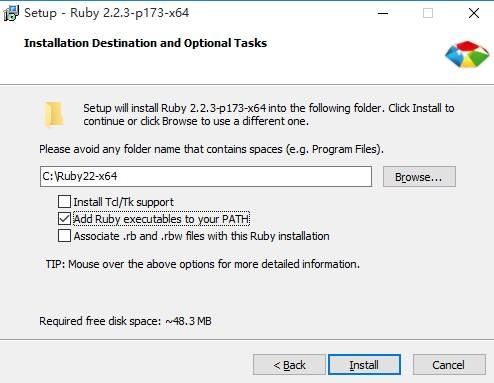 Setup - Ruby 2.2.3-p173-x64
Installation Destination and Optional Tasks
Setup will install Ruby 2.2.3-p173-x64 into the following folder. Click Install to
continue or click Browse to use a different one.
Please avoid any folder name that contains spaces (e.g. Program Files).
C:\Ruby22-x64
Browse...
Install Tcl/Tk support
Add Ruby executables to your PATH
Associate .rb and .rbw files with this Ruby installation
TIP: Mouse over the above options for more detailed information.
Required free disk space: ~48.3 MB
< Back Install Cancel